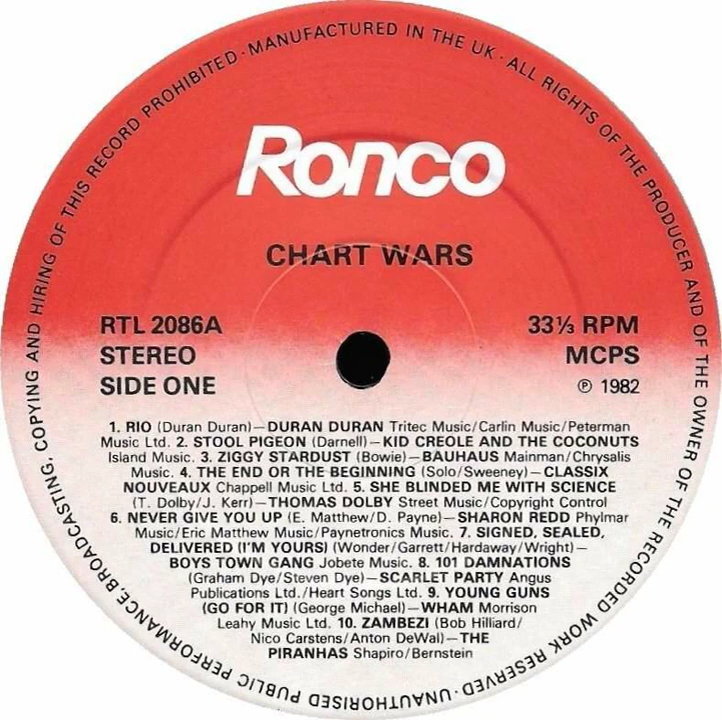 UNAUTHORISED PUBLIC PERFORMANCE, BROADCASTING, COPYING AND HIRING OF THIS RECORD PROHIBITED · MANUFACTURED IN THE UK · ALL RIGHTS OF THE PRODUCER AND OF THE OWNER OF THE RECORDED WORK RESERVED ·
Ronco
CHART WARS
RTL 2086A
STEREO
SIDE ONE
33⅓ RPM
MCPS
℗ 1982
1. RIO (Duran Duran)—DURAN DURAN Tritec Music/Carlin Music/Peterman
Music Ltd. 2. STOOL PIGEON (Darnell)—KID CREOLE AND THE COCONUTS
Island Music. 3. ZIGGY STARDUST (Bowie)—BAUHAUS Mainman/Chrysalis
Music. 4. THE END OR THE BEGINNING (Solo/Sweeney)—CLASSIX
NOUVEAUX Chappell Music Ltd. 5. SHE BLINDED ME WITH SCIENCE
(T. Dolby/J. Kerr)—THOMAS DOLBY Street Music/Copyright Control
6. NEVER GIVE YOU UP (E. Matthew/D. Payne)—SHARON REDD Phylmar
Music/Eric Matthew Music/Paynetronics Music. 7. SIGNED, SEALED,
DELIVERED (I'M YOURS) (Wonder/Garrett/Hardaway/Wright)—
BOYS TOWN GANG Jobete Music. 8. 101 DAMNATIONS
(Graham Dye/Steven Dye)—SCARLET PARTY Angus
Publications Ltd./Heart Songs Ltd. 9. YOUNG GUNS
(GO FOR IT) (George Michael)—WHAM Morrison
Leahy Music Ltd. 10. ZAMBEZI (Bob Hilliard/
Nico Carstens/Anton DeWal)—THE
PIRANHAS Shapiro/Bernstein